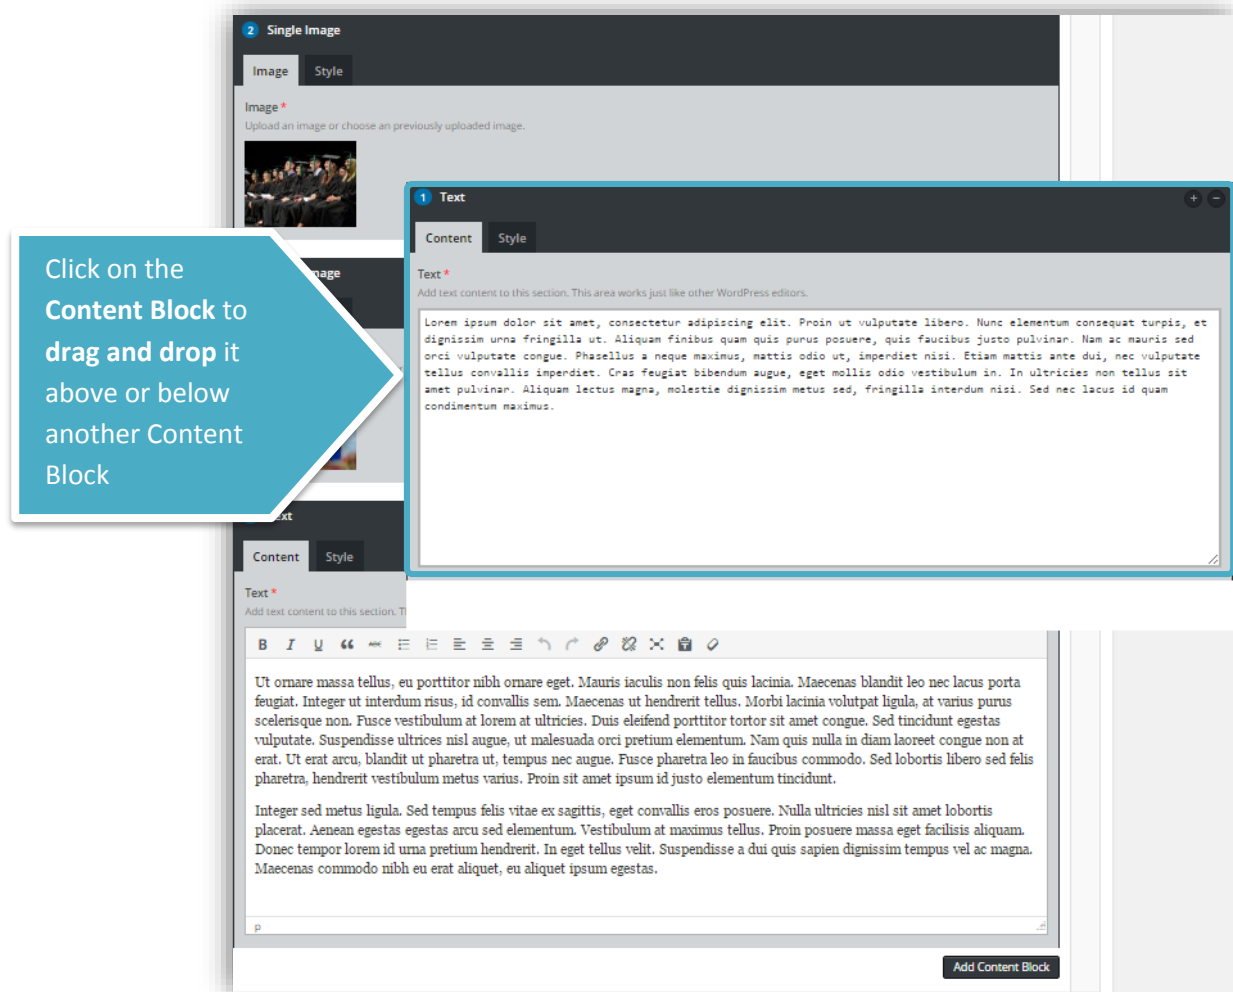 2 Single Image
Image Style
Image *
Upload an image or choose an previously uploaded image.
1 Text
Content Style
Text *
Add text content to this section. This area works just like other WordPress editors.
Lorem ipsum dolor sit amet, consectetur adipiscing elit. Proin ut vulputate libero. Nunc elementum consequat turpis, et
dignissim urna fringilla ut. Aliquam finibus quam quis purus posuere, quis faucibus justo pulvinar. Nam ac mauris sed
orci vulputate congue. Phasellus a neque maximus, mattis odio ut, imperdiet nisi. Etiam mattis ante dui, nec vulputate
tellus convallis imperdiet. Cras feugiat bibendum augue, eget mollis odio vestibulum in. In ultricies non tellus sit
amet pulvinar. Aliquam lectus magna, molestie dignissim metus sed, fringilla interdum nisi. Sed nec lacus id quam
condimentum maximus.
Click on the
Content Block to
drag and drop it
above or below
another Content
Block
Content Style
Text *
Add text content to this section.
B I U ABC
Ut ornare massa tellus, eu porttitor nibh ornare eget. Mauris iaculis non felis quis lacinia. Maecenas blandit leo nec lacus porta
feugiat. Integer ut interdum risus, id convallis sem. Maecenas ut hendrerit tellus. Morbi lacinia volutpat ligula, at varius purus
scelerisque non. Fusce vestibulum at lorem at ultricies. Duis eleifend porttitor tortor sit amet congue. Sed tincidunt egestas
vulputate. Suspendisse ultrices nisl augue, ut malesuada orci pretium elementum. Nam quis nulla in diam laoreet congue non at
erat. Ut erat arcu, blandit ut pharetra ut, tempus nec augue. Fusce pharetra leo in faucibus commodo. Sed lobortis libero sed felis
pharetra, hendrerit vestibulum metus varius. Proin sit amet ipsum id justo elementum tincidunt.
Integer sed metus ligula. Sed tempus felis vitae ex sagittis, eget convallis eros posuere. Nulla ultricies nisl sit amet lobortis
placerat. Aenean egestas egestas arcu sed elementum. Vestibulum at maximus tellus. Proin posuere massa eget facilisis aliquam.
Donec tempor lorem id urna pretium hendrerit. In eget tellus velit. Suspendisse a dui quis sapien dignissim tempus vel ac magna.
Maecenas commodo nibh eu erat aliquet, eu aliquet ipsum egestas.
p
Add Content Block